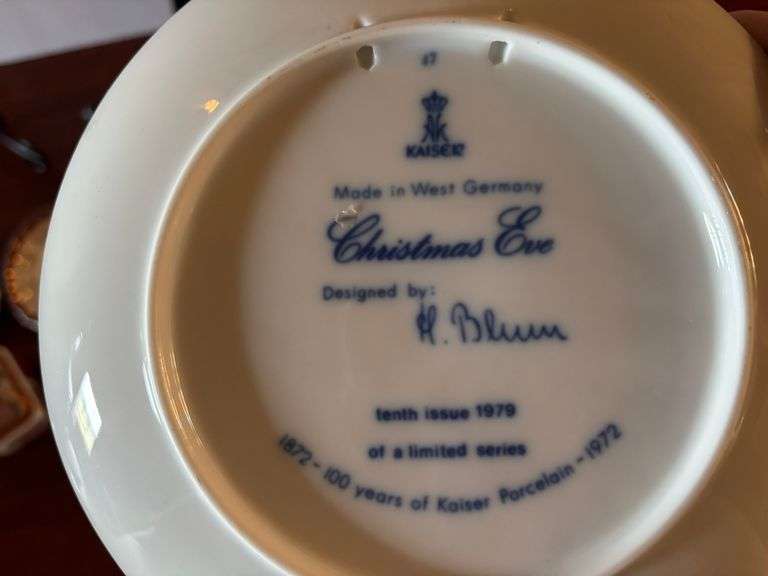 KAISER
Made in West Germany
Christmas Eve
Designed by:
H. Blum
tenth issue 1979
of a limited series
1872 - 100 years of Kaiser Porcelain - 1972